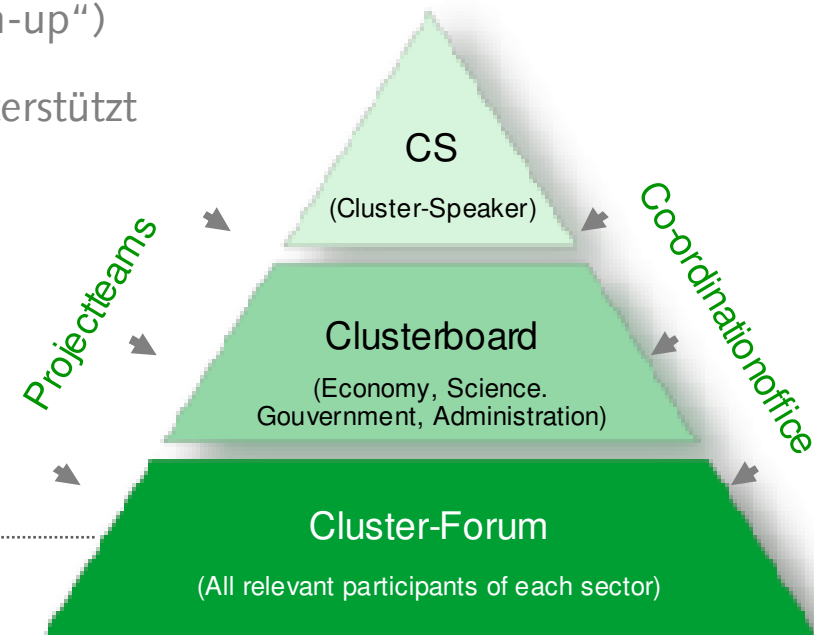 -up“)
terstützt
CS
(Cluster-Speaker)
Projectteams
Co-ordinationoffice
Clusterboard
(Economy, Science.
Gouvernment, Administration)
Cluster-Forum
(All relevant participants of each sector)